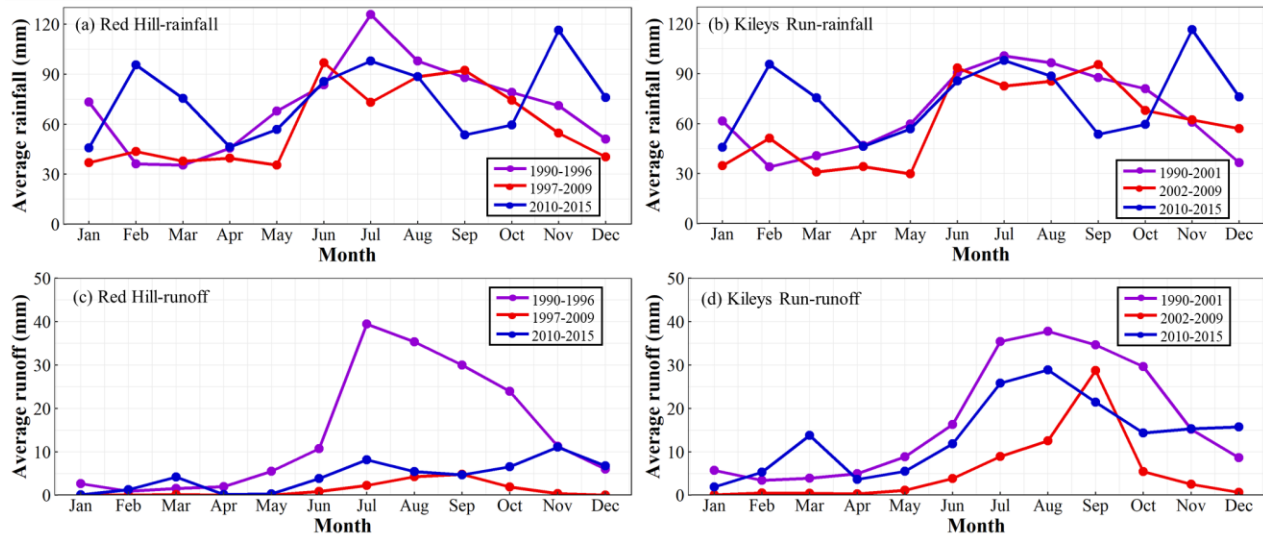 (a) Red Hill-rainfall
Average rainfall (mm)
120
90
60
30
0
1990-1996
1997-2009
2010-2015
Jan Feb Mar Apr May Jun Jul Aug Sep Oct Nov Dec
Month
(b) Kileys Run-rainfall
Average rainfall (mm)
120
90
60
30
0
1990-2001
2002-2009
2010-2015
Jan Feb Mar Apr May Jun Jul Aug Sep Oct Nov Dec
Month
(c) Red Hill-runoff
Average runoff (mm)
50
40
30
20
10
0
1990-1996
1997-2009
2010-2015
Jan Feb Mar Apr May Jun Jul Aug Sep Oct Nov Dec
Month
(d) Kileys Run-runoff
Average runoff (mm)
50
40
30
20
10
0
1990-2001
2002-2009
2010-2015
Jan Feb Mar Apr May Jun Jul Aug Sep Oct Nov Dec
Month